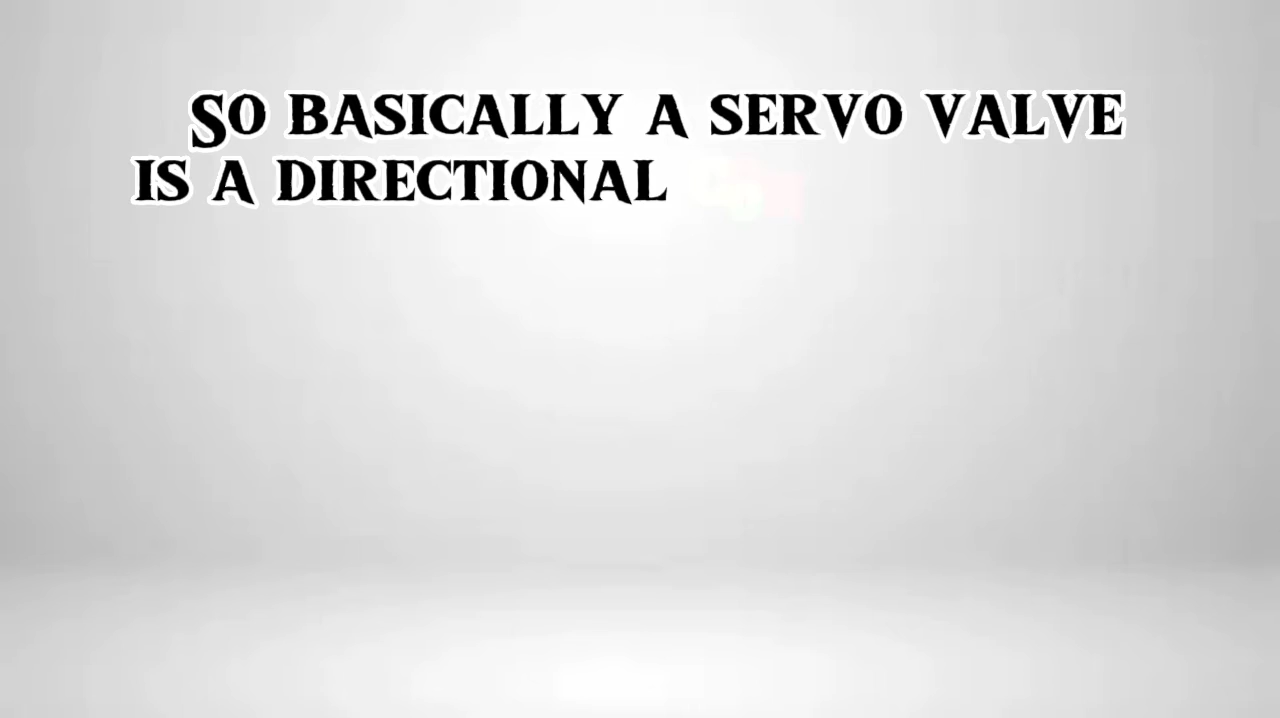 So basically a servo valve
is a directional